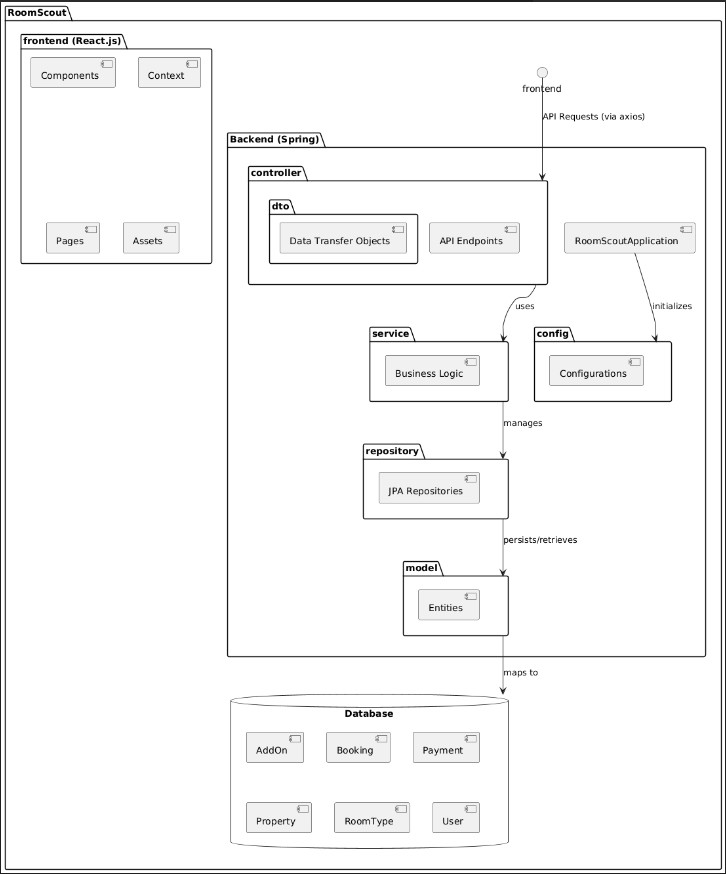 RoomScout
frontend (React.js)
Components
Context
Pages
Assets
frontend
API Requests (via axios)
Backend (Spring)
controller
dto
Data Transfer Objects
API Endpoints
RoomScoutApplication
uses
initializes
service
Business Logic
config
Configurations
manages
repository
JPA Repositories
persists/retrieves
model
Entities
maps to
Database
AddOn
Booking
Payment
Property
RoomType
User